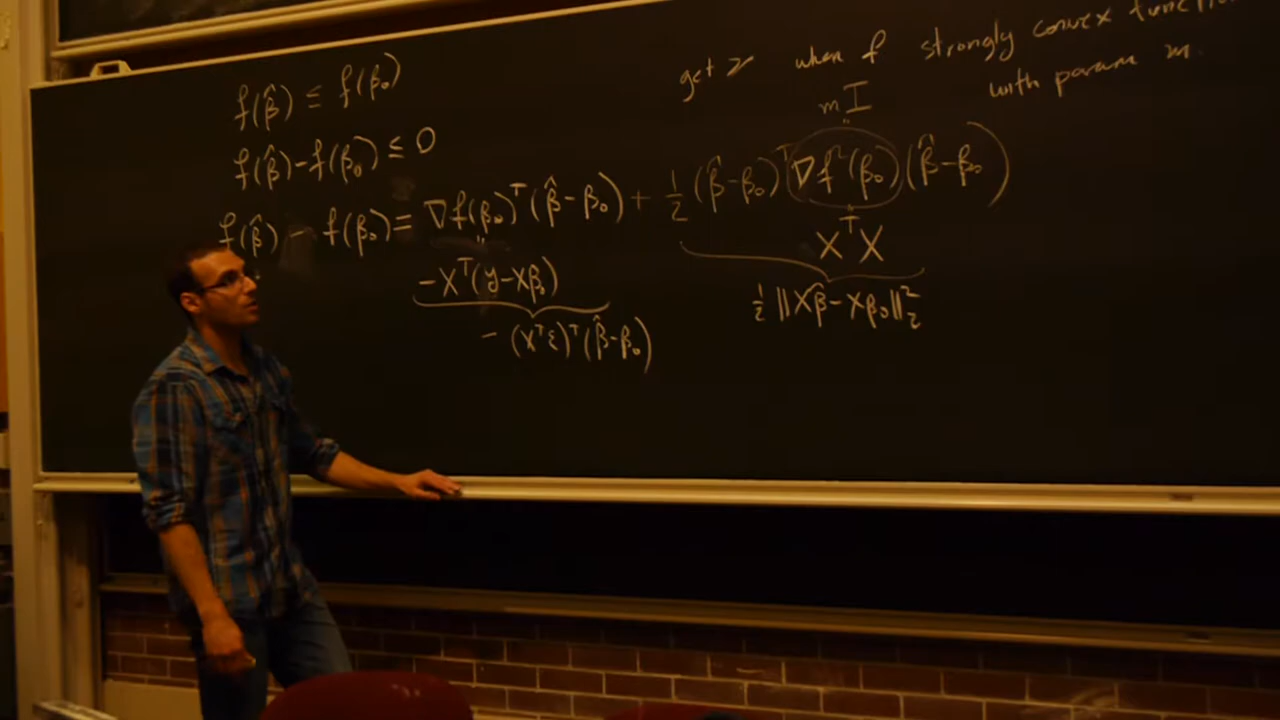 f(β̂) ≤ f(β₀)
f(β̂) - f(β₀) ≤ 0
f(β̂) - f(β₀) = ∇f(β₀)ᵀ(β̂ - β₀) + ½ (β̂ - β₀)ᵀ ∇f²(β₀) (β̂ - β₀)
-Xᵀ(y - Xβ₀)
- (Xᵀε)ᵀ(β̂ - β₀)
get ≥ when f strongly convex function
with param m.
mI
XᵀX
½ ||Xβ̂ - Xβ₀||₂²